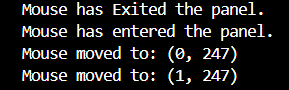 Mouse has Exited the panel.
Mouse has entered the panel.
Mouse moved to: (0, 247)
Mouse moved to: (1, 247)